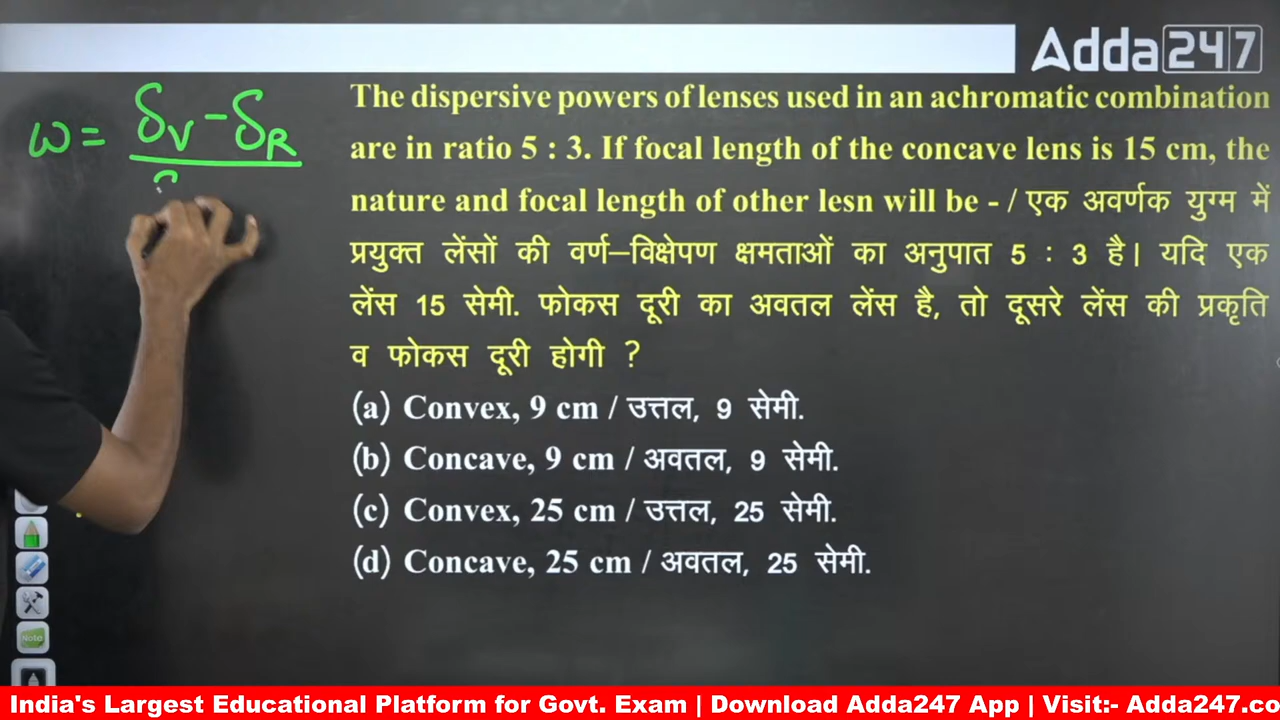 Adda247
ω = δV - δR
The dispersive powers of lenses used in an achromatic combination
are in ratio 5 : 3. If focal length of the concave lens is 15 cm, the
nature and focal length of other lesn will be - / एक अवर्णक युग्म में
प्रयुक्त लेंसों की वर्ण–विक्षेपण क्षमताओं का अनुपात 5 : 3 है। यदि एक
लेंस 15 सेमी. फोकस दूरी का अवतल लेंस है, तो दूसरे लेंस की प्रकृति
व फोकस दूरी होगी ?
(a) Convex, 9 cm / उत्तल, 9 सेमी.
(b) Concave, 9 cm / अवतल, 9 सेमी.
(c) Convex, 25 cm / उत्तल, 25 सेमी.
(d) Concave, 25 cm / अवतल, 25 सेमी.
Note
India's Largest Educational Platform for Govt. Exam | Download Adda247 App | Visit:- Adda247.co